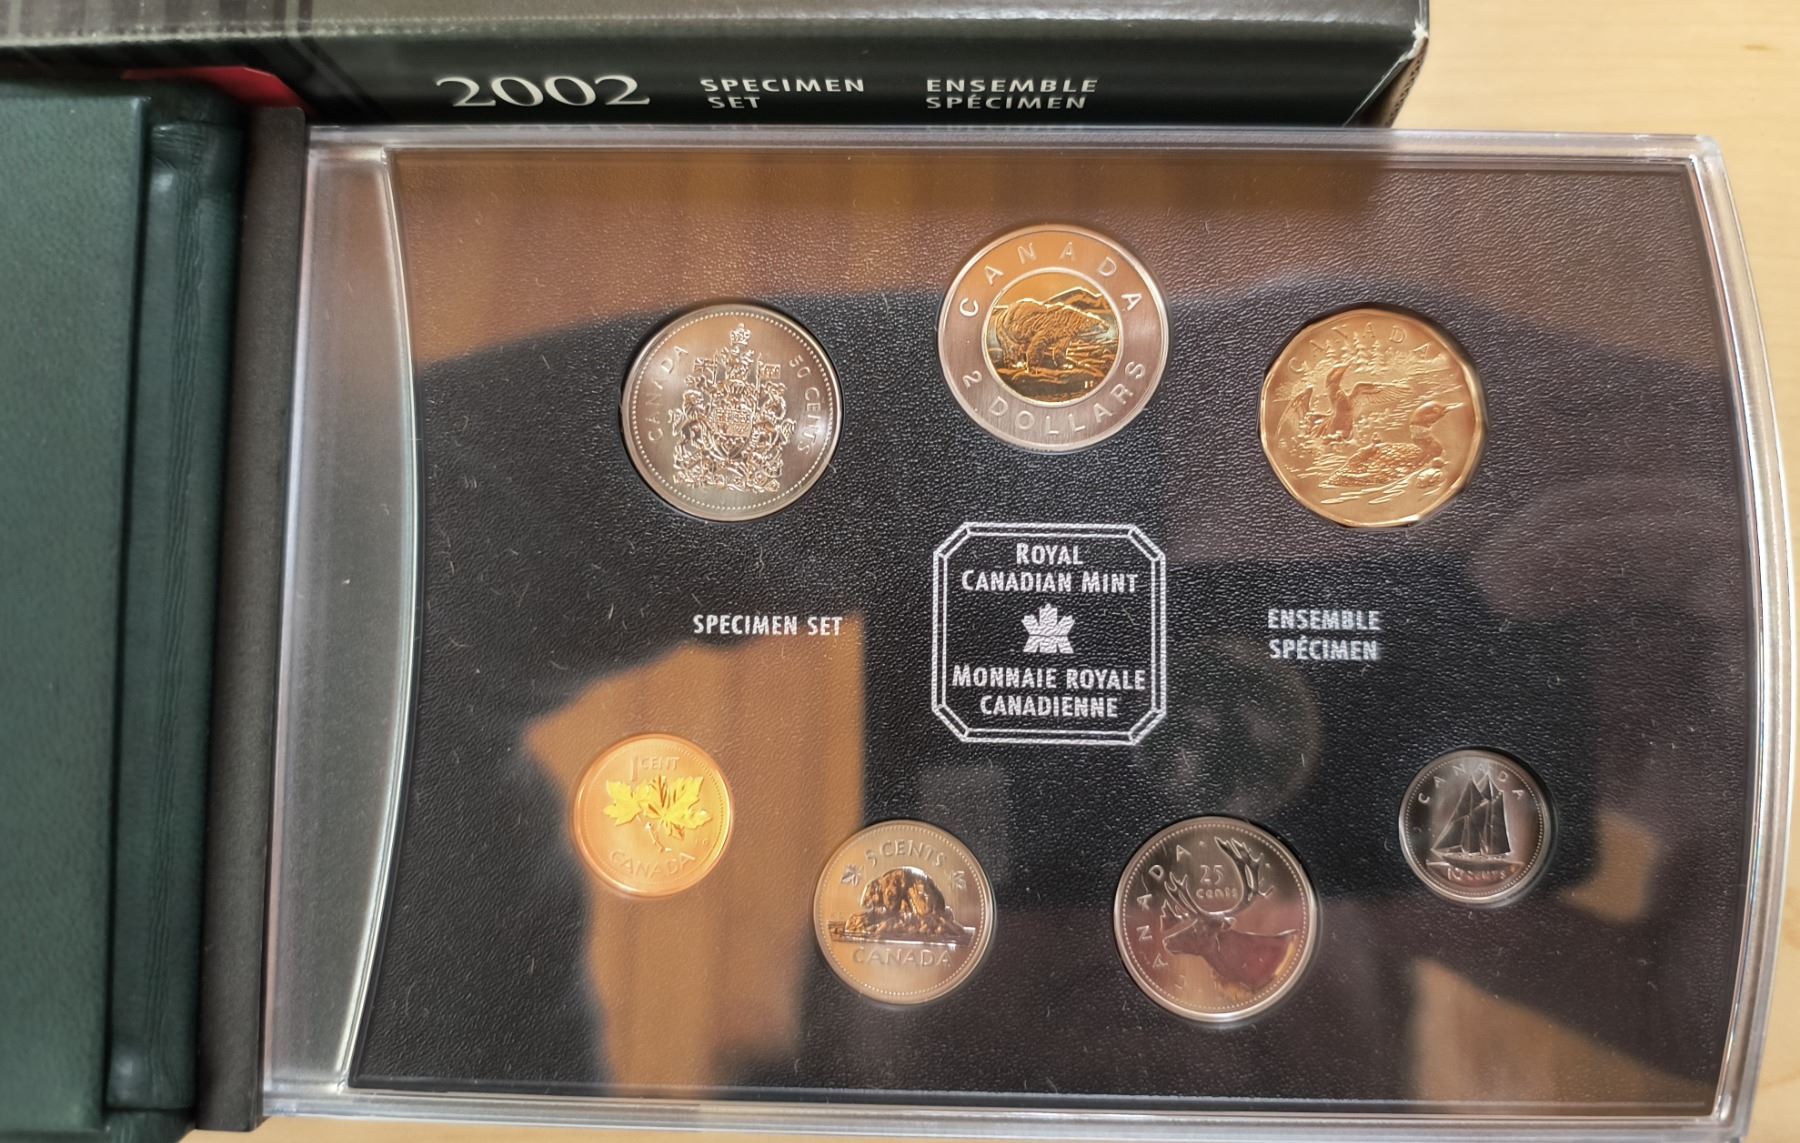 2002 SPECIMEN SET ENSEMBLE SPÉCIMEN
CANADA 50 CENTS
CANADA 2 DOLLARS
CANADA
ROYAL
CANADIAN MINT
MONNAIE ROYALE
CANADIENNE
SPECIMEN SET
ENSEMBLE
SPÉCIMEN
1 CENT
CANADA
5 CENTS
CANADA
CANADA
25
cents
CANADA
10 CENTS